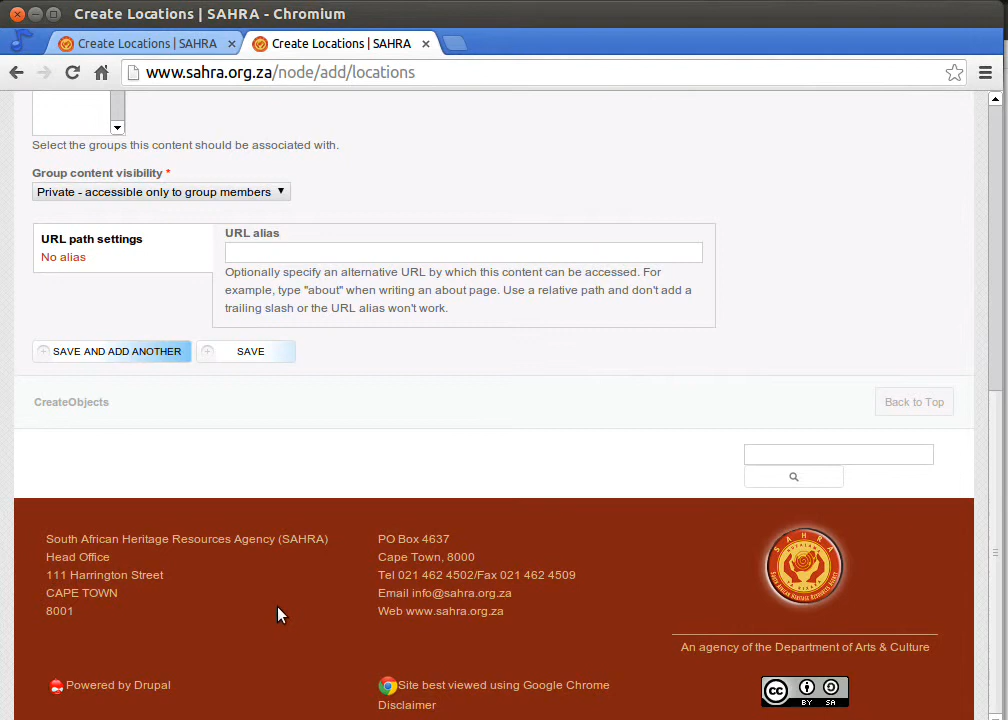 Create Locations | SAHRA - Chromium
Create Locations | SAHRA
Create Locations | SAHRA
www.sahra.org.za/node/add/locations
Select the groups this content should be associated with.
Group content visibility *
Private - accessible only to group members
URL path settings
No alias
URL alias
Optionally specify an alternative URL by which this content can be accessed. For
example, type "about" when writing an about page. Use a relative path and don't add a
trailing slash or the URL alias won't work.
SAVE AND ADD ANOTHER
SAVE
CreateObjects
Back to Top
South African Heritage Resources Agency (SAHRA)
Head Office
111 Harrington Street
CAPE TOWN
8001
PO Box 4637
Cape Town, 8000
Tel 021 462 4502/Fax 021 462 4509
Email info@sahra.org.za
Web www.sahra.org.za
SAHRA
An agency of the Department of Arts & Culture
Powered by Drupal
Site best viewed using Google Chrome
Disclaimer
cc
BY SA